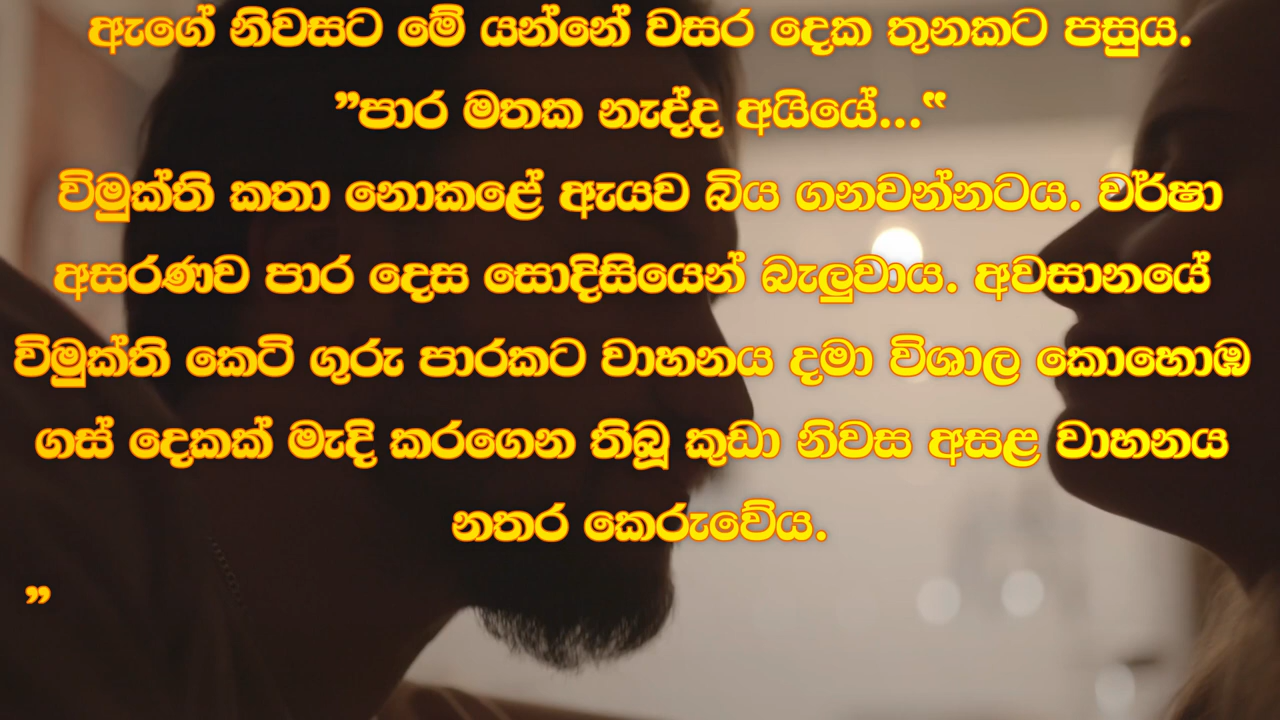 ඇගේ නිවසට මේ යන්නේ වසර දෙක තුනකට පසුය.
”පාර මතක නැද්ද අයියේ...“
විමුක්ති කතා නොකළේ ඇයව බිය ගනවන්නටය. වර්ෂා
අසරණව පාර දෙස සොදිසියෙන් බැලුවාය. අවසානයේ
විමුක්ති කෙටි ගුරු පාරකට වාහනය දමා විශාල කොහොඹ
ගස් දෙකක් මැදි කරගෙන තිබූ කුඩා නිවස අසළ වාහනය
නතර කෙරුවේය.
”